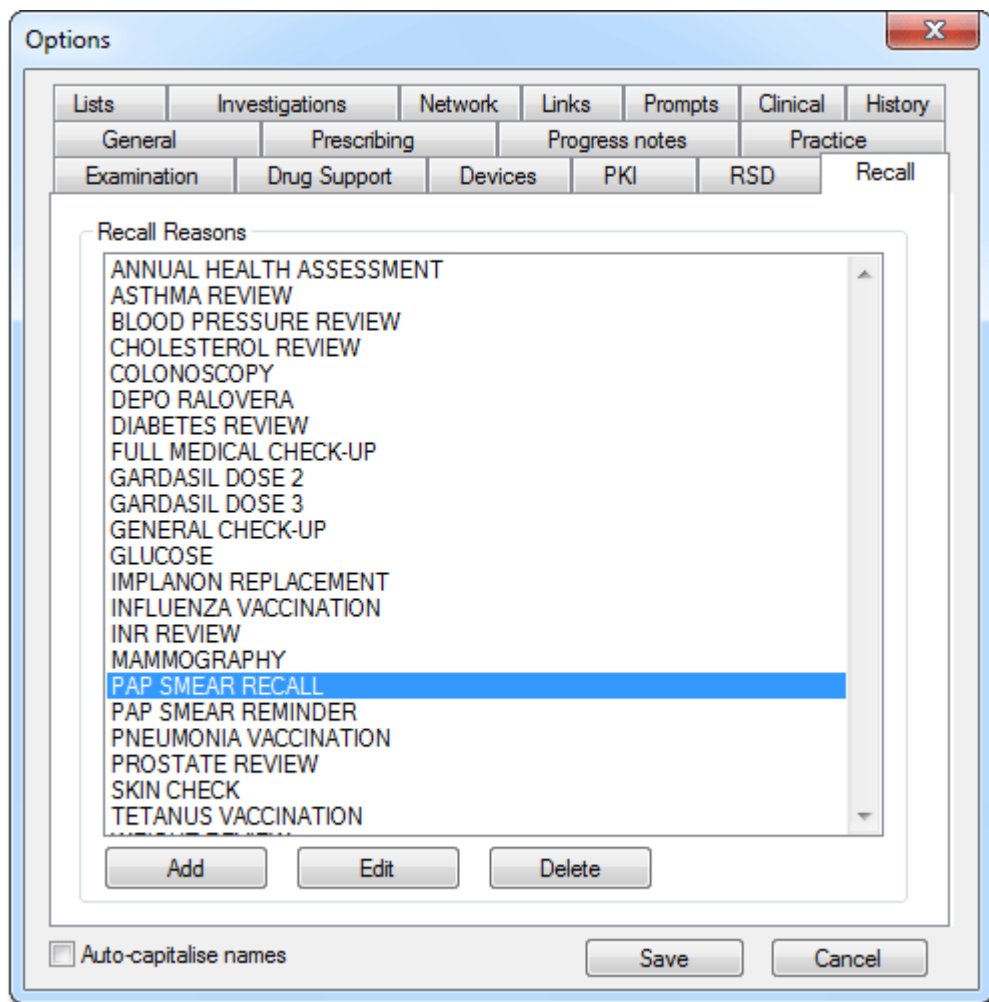 Options
Lists Investigations Network Links Prompts Clinical History
General Prescribing Progress notes Practice
Examination Drug Support Devices PKI RSD Recall
Recall Reasons
ANNUAL HEALTH ASSESSMENT
ASTHMA REVIEW
BLOOD PRESSURE REVIEW
CHOLESTEROL REVIEW
COLONOSCOPY
DEPO RALOVERA
DIABETES REVIEW
FULL MEDICAL CHECK-UP
GARDASIL DOSE 2
GARDASIL DOSE 3
GENERAL CHECK-UP
GLUCOSE
IMPLANON REPLACEMENT
INFLUENZA VACCINATION
INR REVIEW
MAMMOGRAPHY
PAP SMEAR RECALL
PAP SMEAR REMINDER
PNEUMONIA VACCINATION
PROSTATE REVIEW
SKIN CHECK
TETANUS VACCINATION
Add Edit Delete
Auto-capitalise names Save Cancel